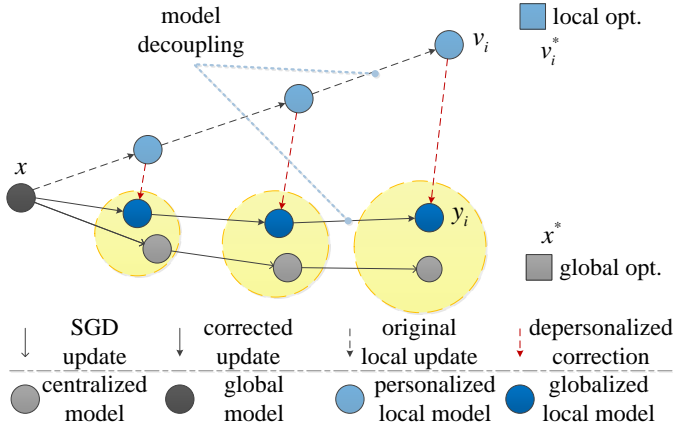 model
decoupling
v_i
local opt.
v_i^*
x
y_i
x^*
global opt.
SGD
update
corrected
update
original
local update
depersonalized
correction
centralized
model
global
model
personalized
local model
globalized
local model